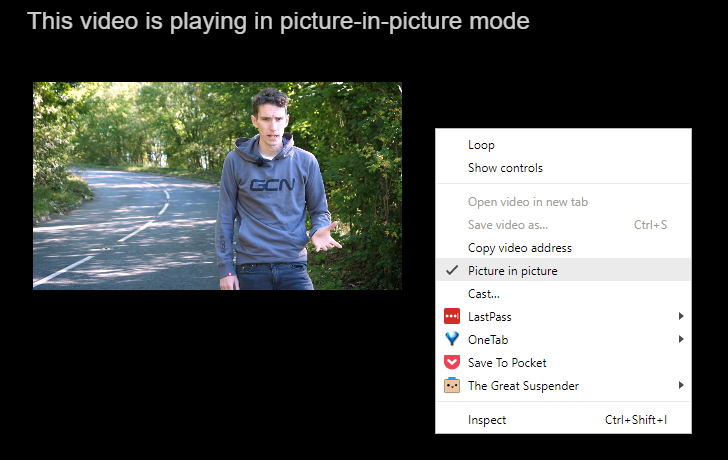 This video is playing in picture-in-picture mode
GCN
Loop
Show controls
Open video in new tab
Save video as... Ctrl+S
Copy video address
Picture in picture
Cast...
LastPass
OneTab
Save To Pocket
The Great Suspender
Inspect Ctrl+Shift+I